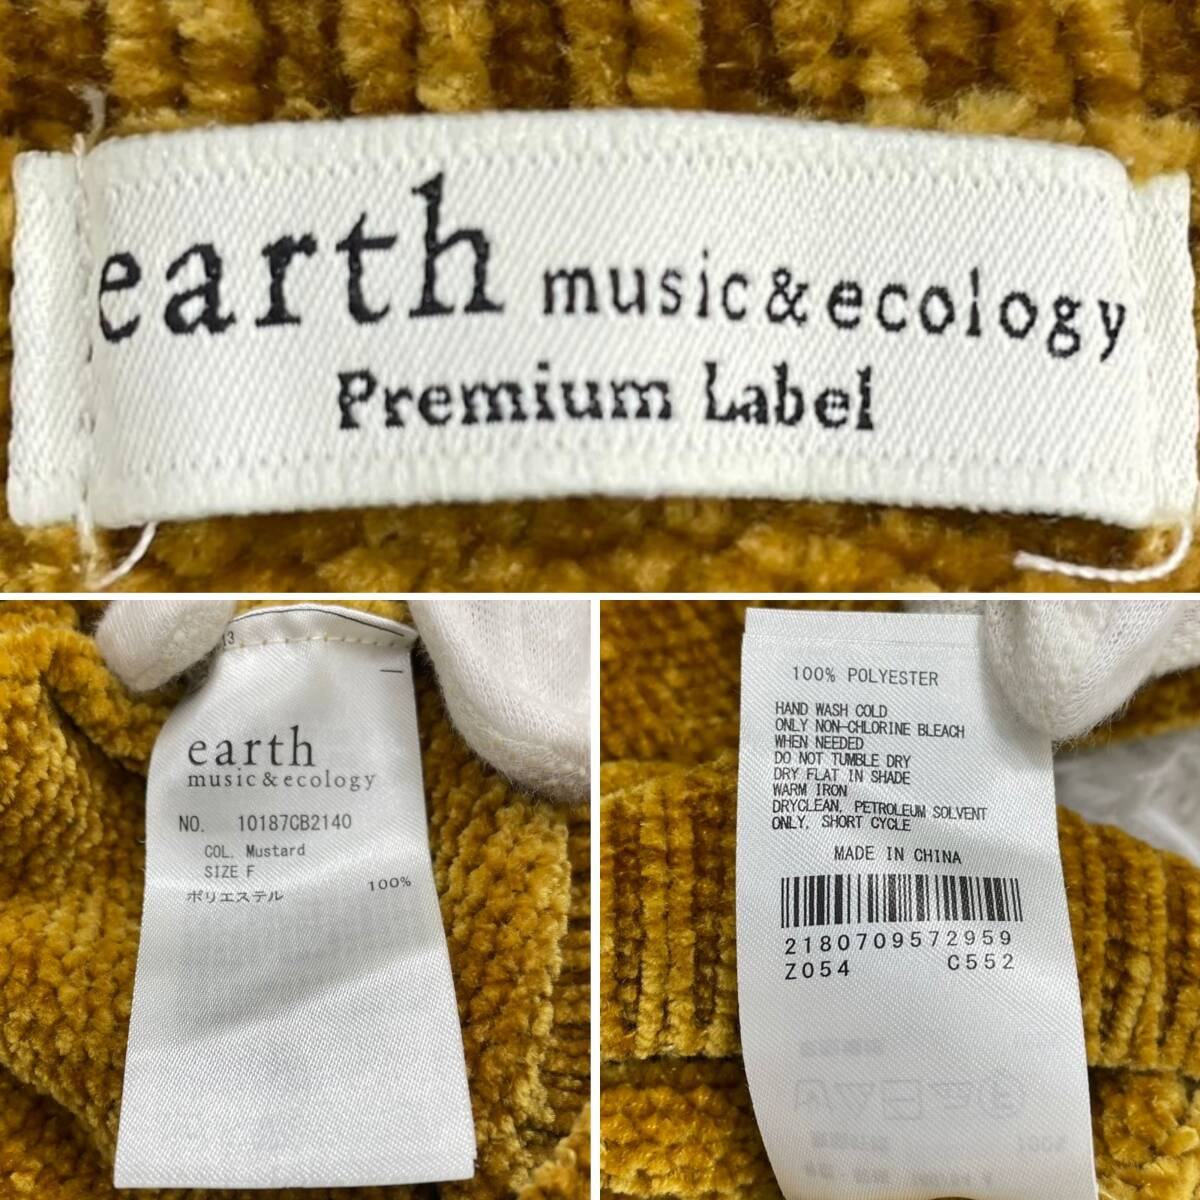 earth music&ecology
Premium Label
13
earth
music&ecology
NO. 10187CB2140
COL. Mustard
SIZE F
ポリエステル 100%
100% POLYESTER
HAND WASH COLD
ONLY NON-CHLORINE BLEACH
WHEN NEEDED
DO NOT TUMBLE DRY
DRY FLAT IN SHADE
WARM IRON
DRYCLEAN, PETROLEUM SOLVENT
ONLY, SHORT CYCLE
MADE IN CHINA
2180709572959
Z054 C552